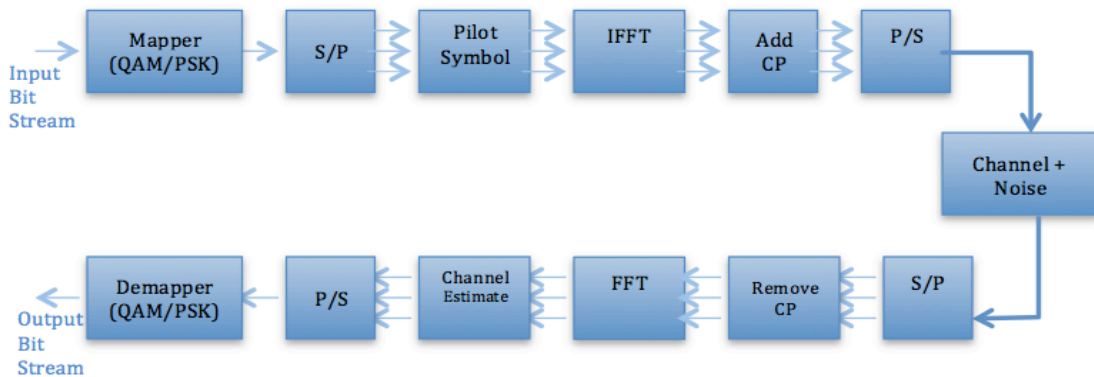 Mapper
(QAM/PSK)
S/P
Pilot
Symbol
IFFT
Add
CP
P/S
Input
Bit
Stream
Channel +
Noise
Demapper
(QAM/PSK)
P/S
Channel
Estimate
FFT
Remove
CP
S/P
Output
Bit
Stream